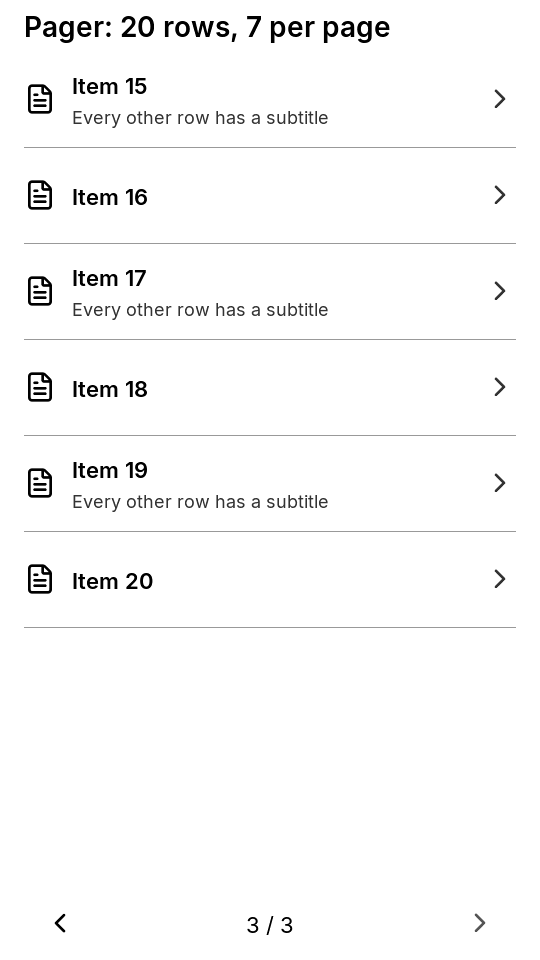 Pager: 20 rows, 7 per page
Item 15
Every other row has a subtitle
Item 16
Item 17
Every other row has a subtitle
Item 18
Item 19
Every other row has a subtitle
Item 20
3 / 3